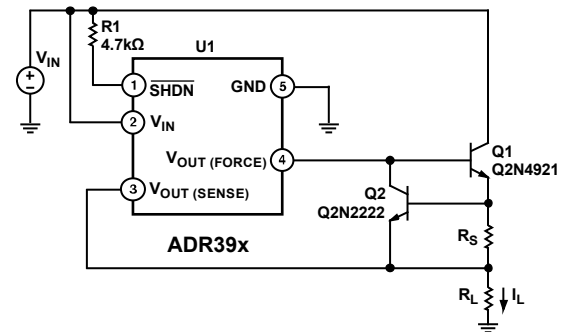 R1
4.7kΩ
U1
VIN
1
SHDN
GND
5
2
VIN
VOUT (FORCE)
4
Q1
Q2N4921
3
VOUT (SENSE)
Q2
Q2N2222
RS
ADR39x
RL
IL